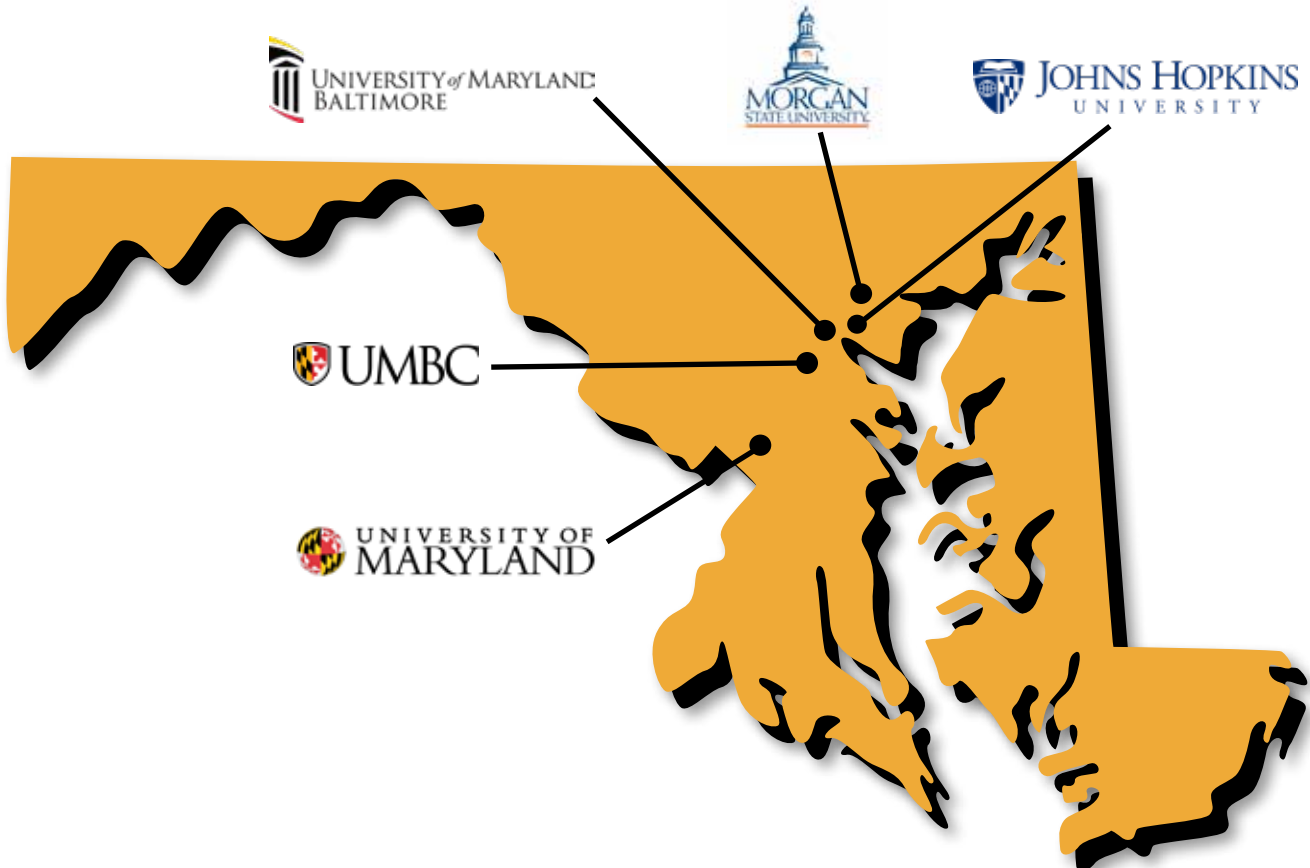 UNIVERSITY of MARYLAND
BALTIMORE
MORGAN
STATE UNIVERSITY
JOHNS HOPKINS
UNIVERSITY
UMBC
UNIVERSITY OF
MARYLAND